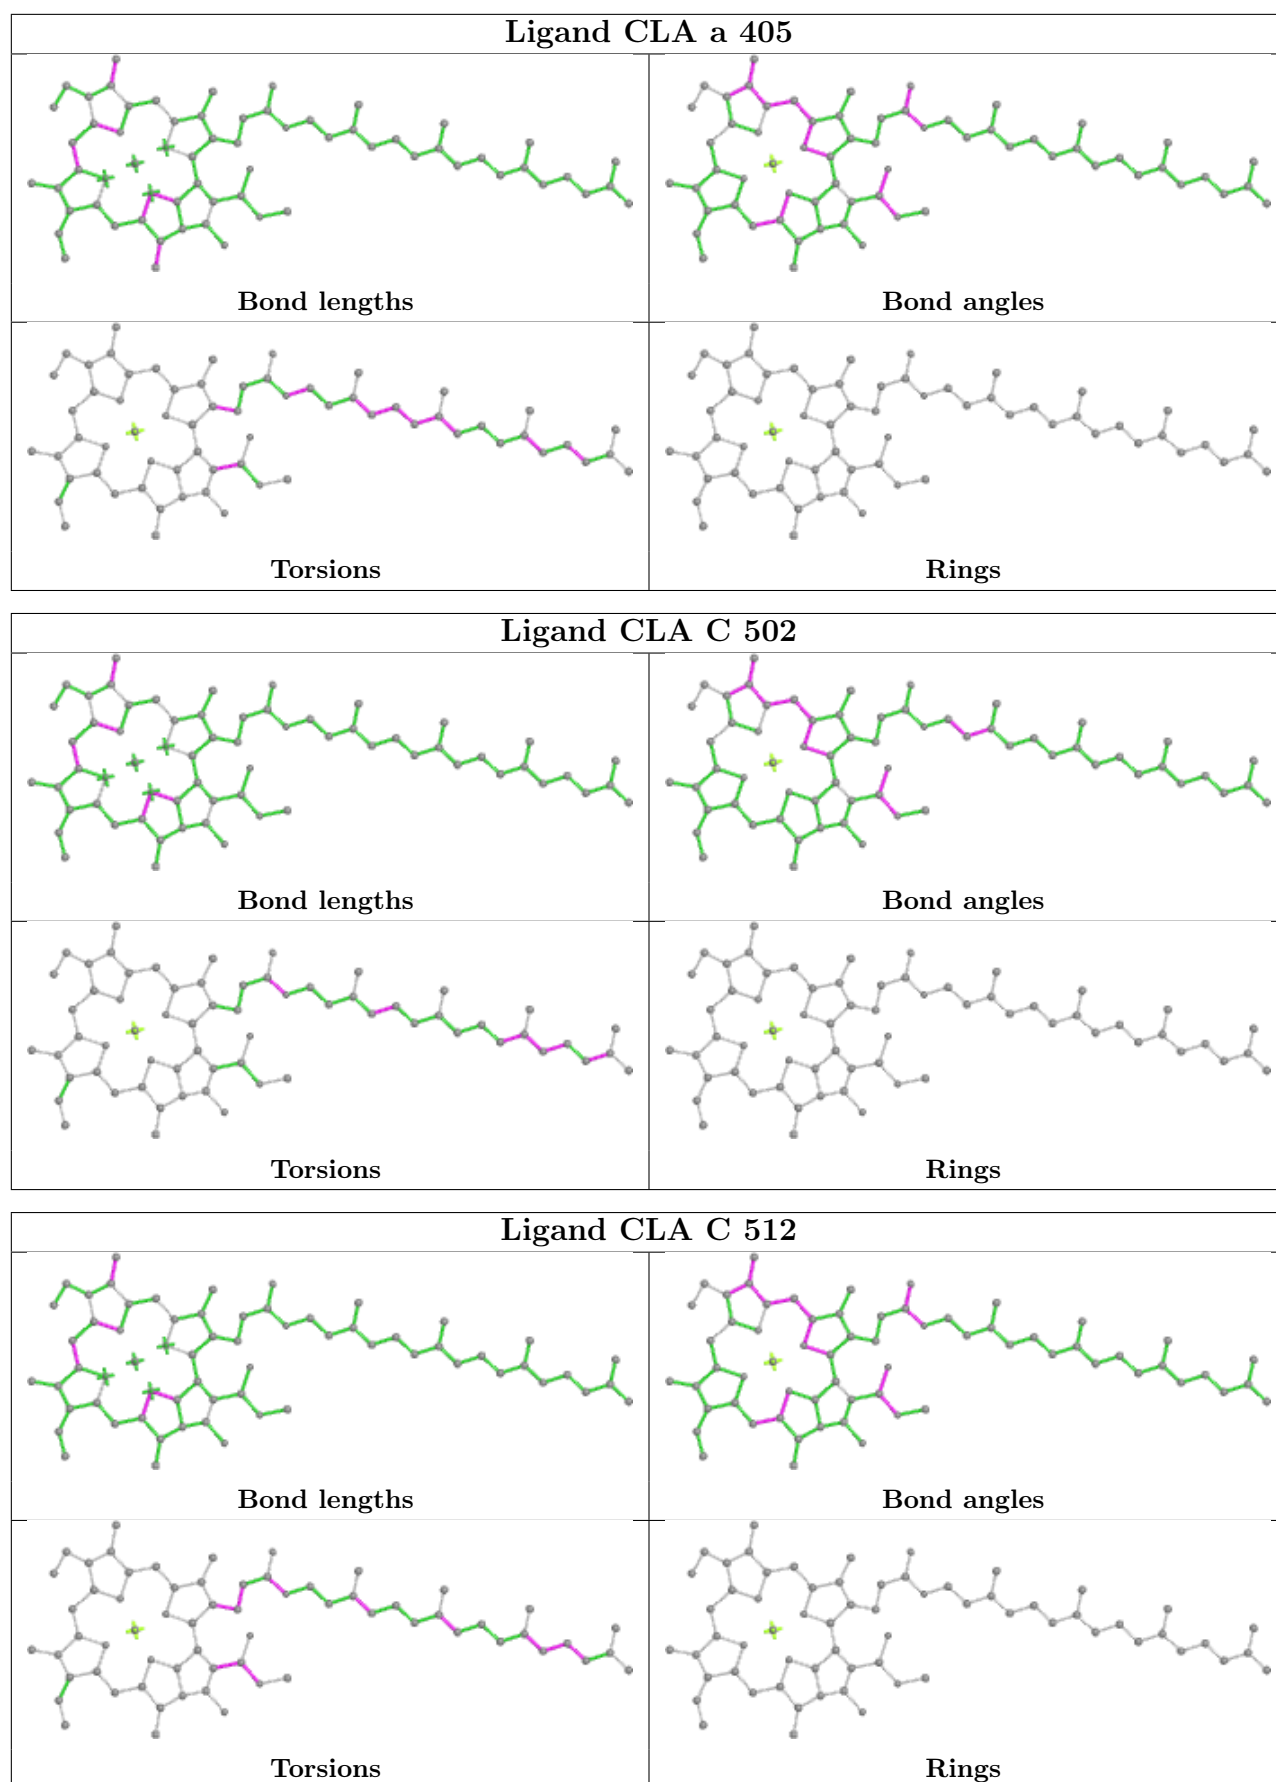 Ligand CLA a 405
Bond lengths
Bond angles
Torsions
Rings
Ligand CLA C 502
Bond lengths
Bond angles
Torsions
Rings
Ligand CLA C 512
Bond lengths
Bond angles
Torsions
Rings